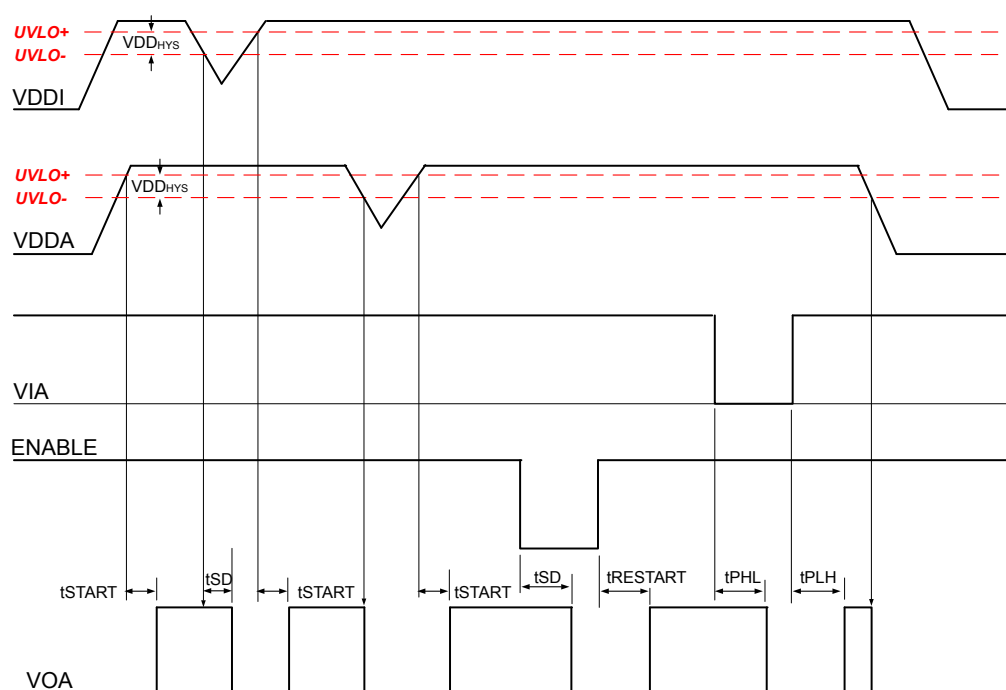 UVLO+
VDDHYS
UVLO-
VDDI
UVLO+
VDDHYS
UVLO-
VDDA
VIA
ENABLE
tSTART
tSD
tSTART
tSTART
tSD
tRESTART
tPHL
tPLH
VOA